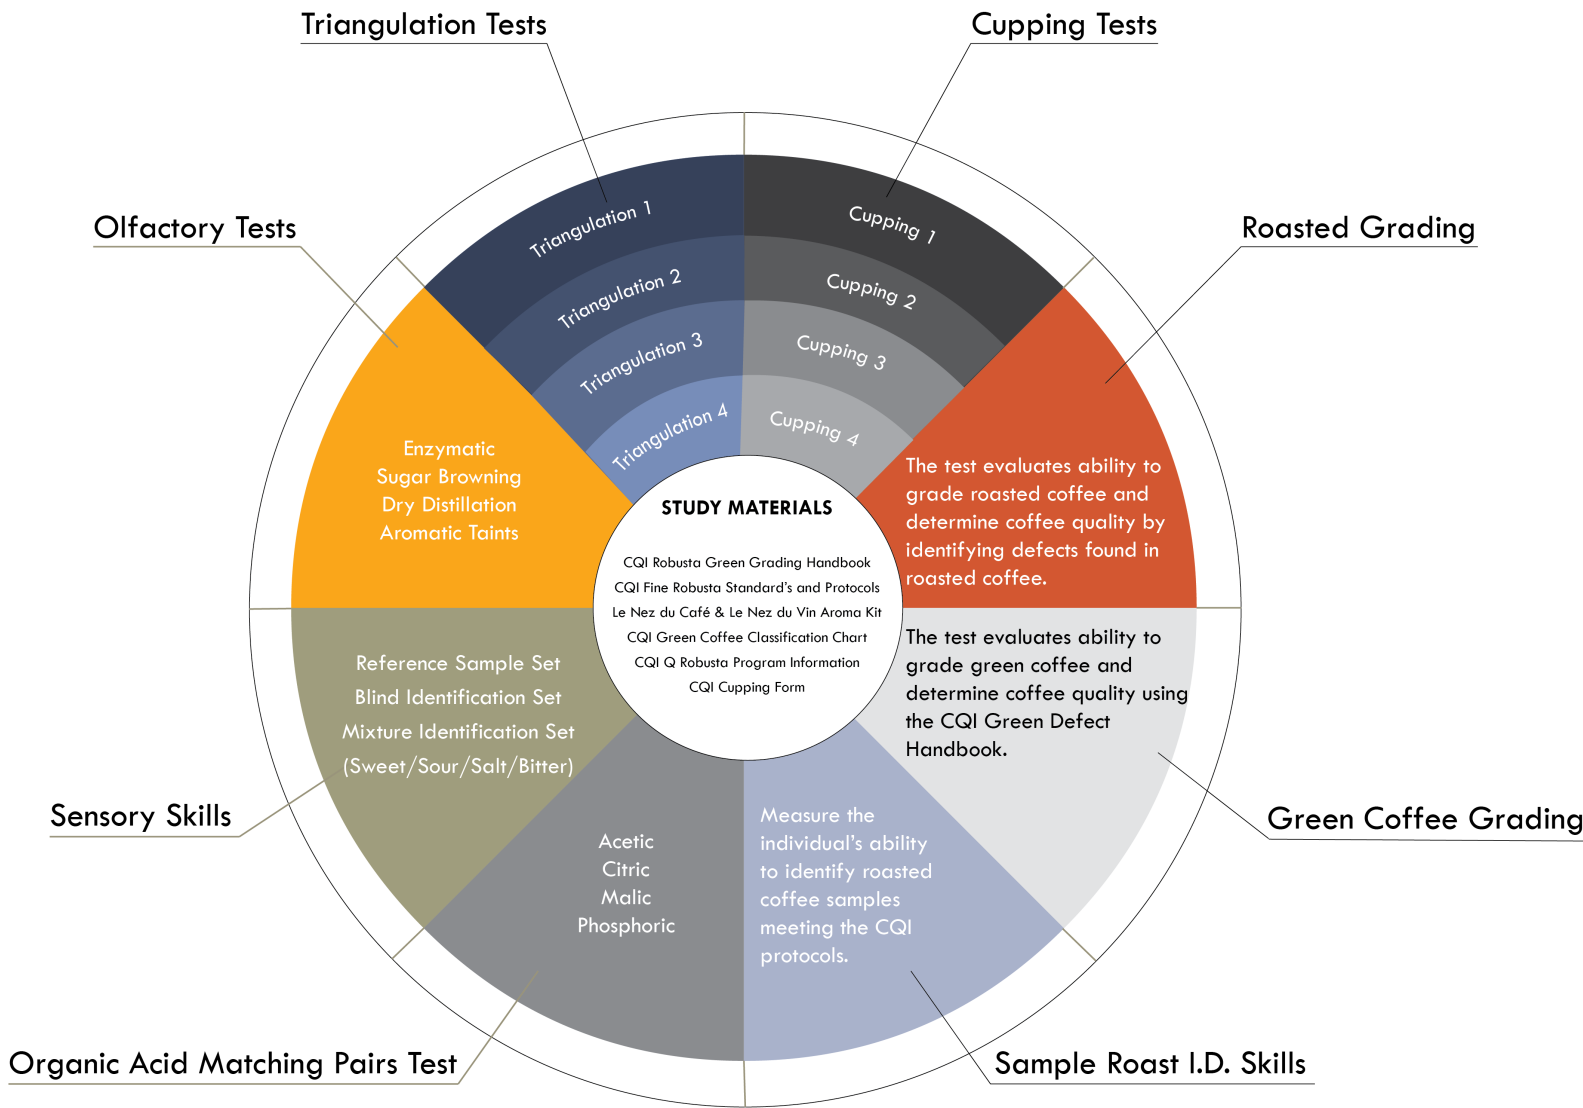 Triangulation Tests
Cupping Tests
Olfactory Tests
Roasted Grading
Triangulation 1
Triangulation 2
Triangulation 3
Triangulation 4
Cupping 1
Cupping 2
Cupping 3
Cupping 4
Enzymatic
Sugar Browning
Dry Distillation
Aromatic Taints
The test evaluates ability to
grade roasted coffee and
determine coffee quality by
identifying defects found in
roasted coffee.
STUDY MATERIALS
CQI Robusta Green Grading Handbook
CQI Fine Robusta Standard's and Protocols
Le Nez du Café & Le Nez du Vin Aroma Kit
CQI Green Coffee Classification Chart
CQI Q Robusta Program Information
CQI Cupping Form
Reference Sample Set
Blind Identification Set
Mixture Identification Set
(Sweet/Sour/Salt/Bitter)
The test evaluates ability to
grade green coffee and
determine coffee quality using
the CQI Green Defect
Handbook.
Sensory Skills
Green Coffee Grading
Acetic
Citric
Malic
Phosphoric
Measure the
individual's ability
to identify roasted
coffee samples
meeting the CQI
protocols.
Organic Acid Matching Pairs Test
Sample Roast I.D. Skills